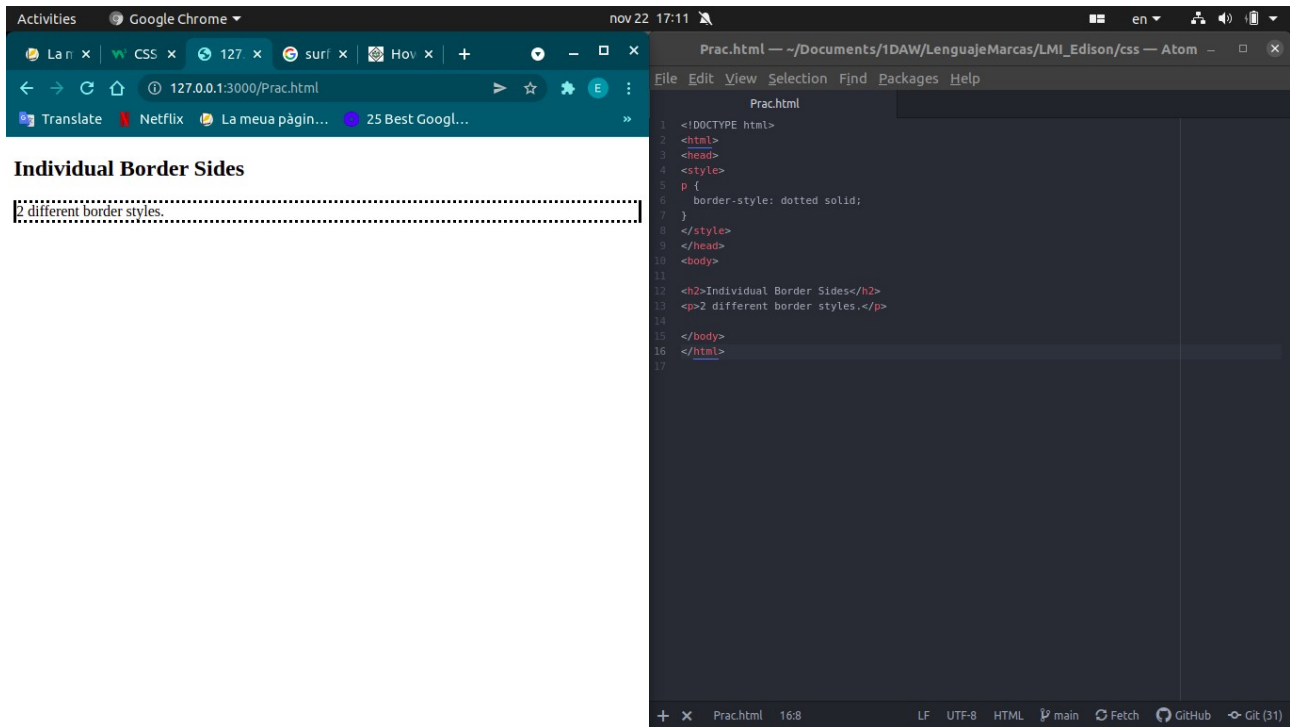 Activities Google Chrome nov 22 17:11 en
La m CSS 127. surf Hov
127.0.0.1:3000/Prac.html E
Translate Netflix La meua pàgin... 25 Best Googl... »
Individual Border Sides
2 different border styles.
Prac.html — ~/Documents/1DAW/LenguajeMarcas/LMI_Edison/css — Atom
File Edit View Selection Find Packages Help
Prac.html
1 <!DOCTYPE html>
2 <html>
3 <head>
4 <style>
5 p {
6 border-style: dotted solid;
7 }
8 </style>
9 </head>
10 <body>
11
12 <h2>Individual Border Sides</h2>
13 <p>2 different border styles.</p>
14
15 </body>
16 </html>
17
Prac.html 16:8 LF UTF-8 HTML main Fetch GitHub Git (31)